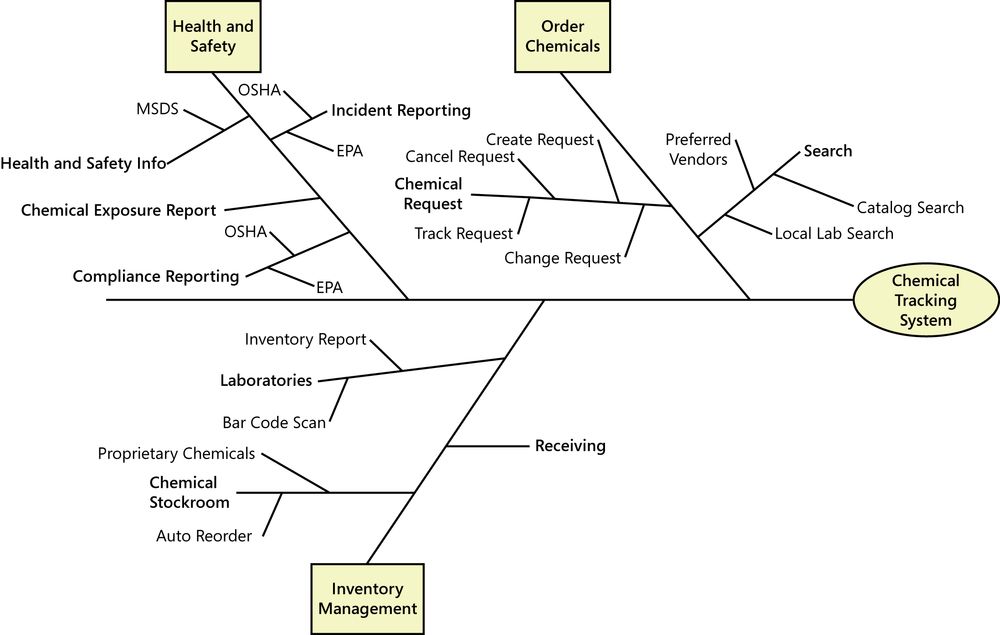 Health and
Safety
Order
Chemicals
OSHA
MSDS
Incident Reporting
EPA
Health and Safety Info
Chemical Exposure Report
OSHA
Compliance Reporting
EPA
Create Request
Cancel Request
Chemical
Request
Track Request
Change Request
Preferred
Vendors
Search
Catalog Search
Local Lab Search
Chemical
Tracking
System
Inventory Report
Laboratories
Bar Code Scan
Receiving
Proprietary Chemicals
Chemical
Stockroom
Auto Reorder
Inventory
Management